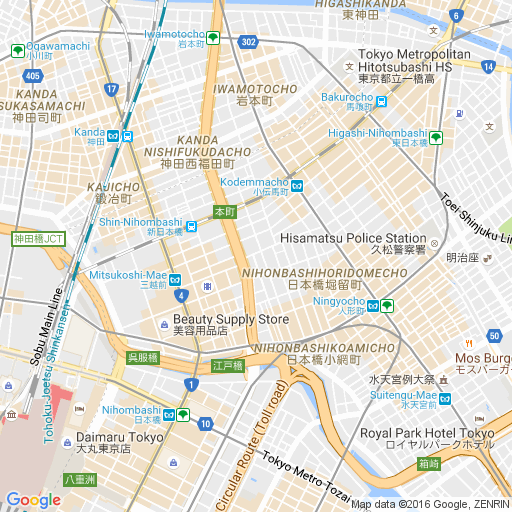 HIGASHIKANDA
東神田
6
Iwamotocho
岩本町
302
Ogawamachi
小川町
Tokyo Metropolitan
Hitotsubashi HS
東京都立一橋高
14
405
IWAMOTOCHO
岩本町
17
KANDA
SUKASAMACHI
神田司町
Bakurocho
馬喰町
Kanda
神田
KANDA
NISHIFUKUDACHO
神田西福田町
Higashi-Nihombashi
東日本橋
KAJICHO
鍛冶町
Kodemmacho
小伝馬町
Toei Shinjuku Lin
本町
Shin-Nihombashi
新日本橋
神田橋JCT
Hisamatsu Police Station
久松警察署
明治座
Mitsukoshi-Mae
三越前
4
NIHONBASHIHORIDOMECHO
日本橋堀留町
Ningyocho
人形町
Beauty Supply Store
美容用品店
Sobu Main Line
Tohoku-Joetsu Shinkansen
呉服橋
江戸橋
NIHONBASHIKOAMICHO
日本橋小網町
Mos Burge
モスバーガー
水天宮例大祭
Suitengu-Mae
水天宮前
1
Nihombashi
日本橋
10
Daimaru Tokyo
大丸東京店
Circular Route (Toll road)
Royal Park Hotel Tokyo
ロイヤルパークホテル
箱崎
Tokyo Metro Tozai
八重洲
Google
Map data ©2016 Google, ZENRIN